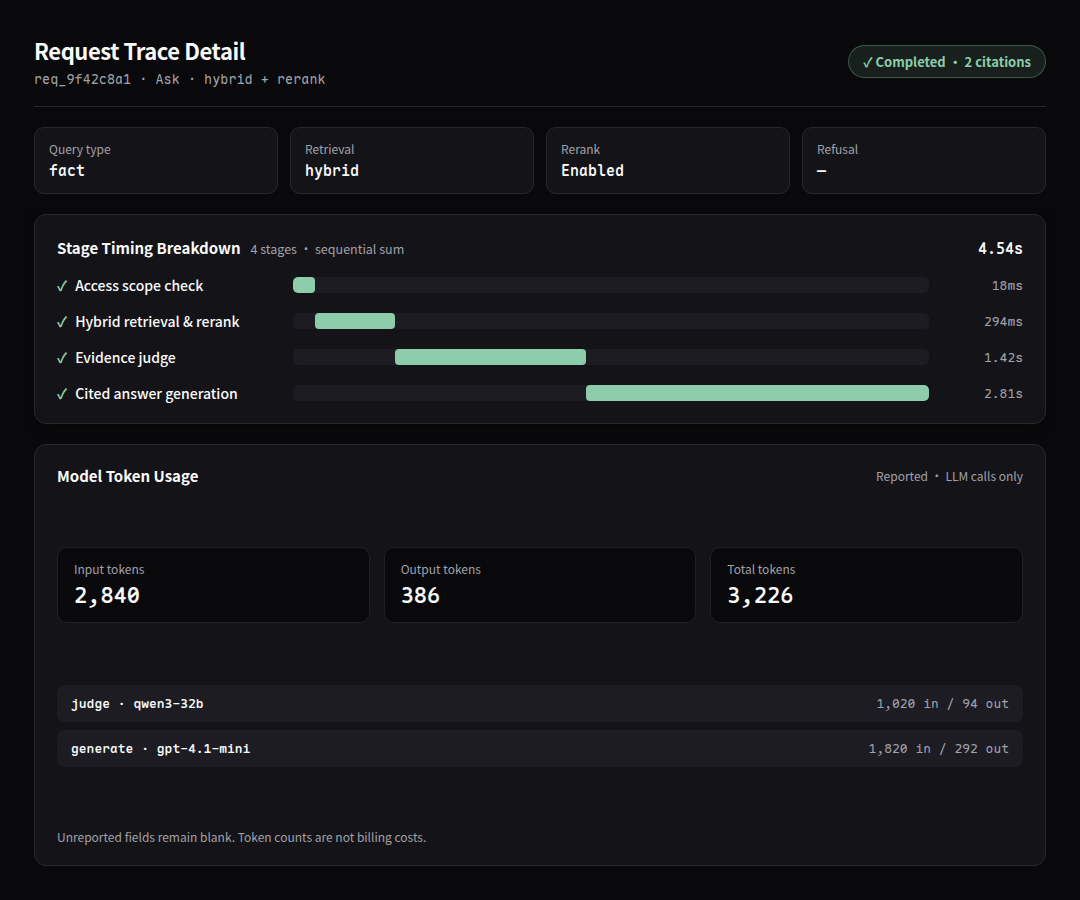 Request Trace Detail
req_9f42c8a1 · Ask · hybrid + rerank
✓ Completed · 2 citations
Query type
fact
Retrieval
hybrid
Rerank
Enabled
Refusal
—
Stage Timing Breakdown 4 stages · sequential sum 4.54s
✓ Access scope check 18ms
✓ Hybrid retrieval & rerank 294ms
✓ Evidence judge 1.42s
✓ Cited answer generation 2.81s
Model Token Usage Reported · LLM calls only
Input tokens
2,840
Output tokens
386
Total tokens
3,226
judge · qwen3-32b 1,020 in / 94 out
generate · gpt-4.1-mini 1,820 in / 292 out
Unreported fields remain blank. Token counts are not billing costs.